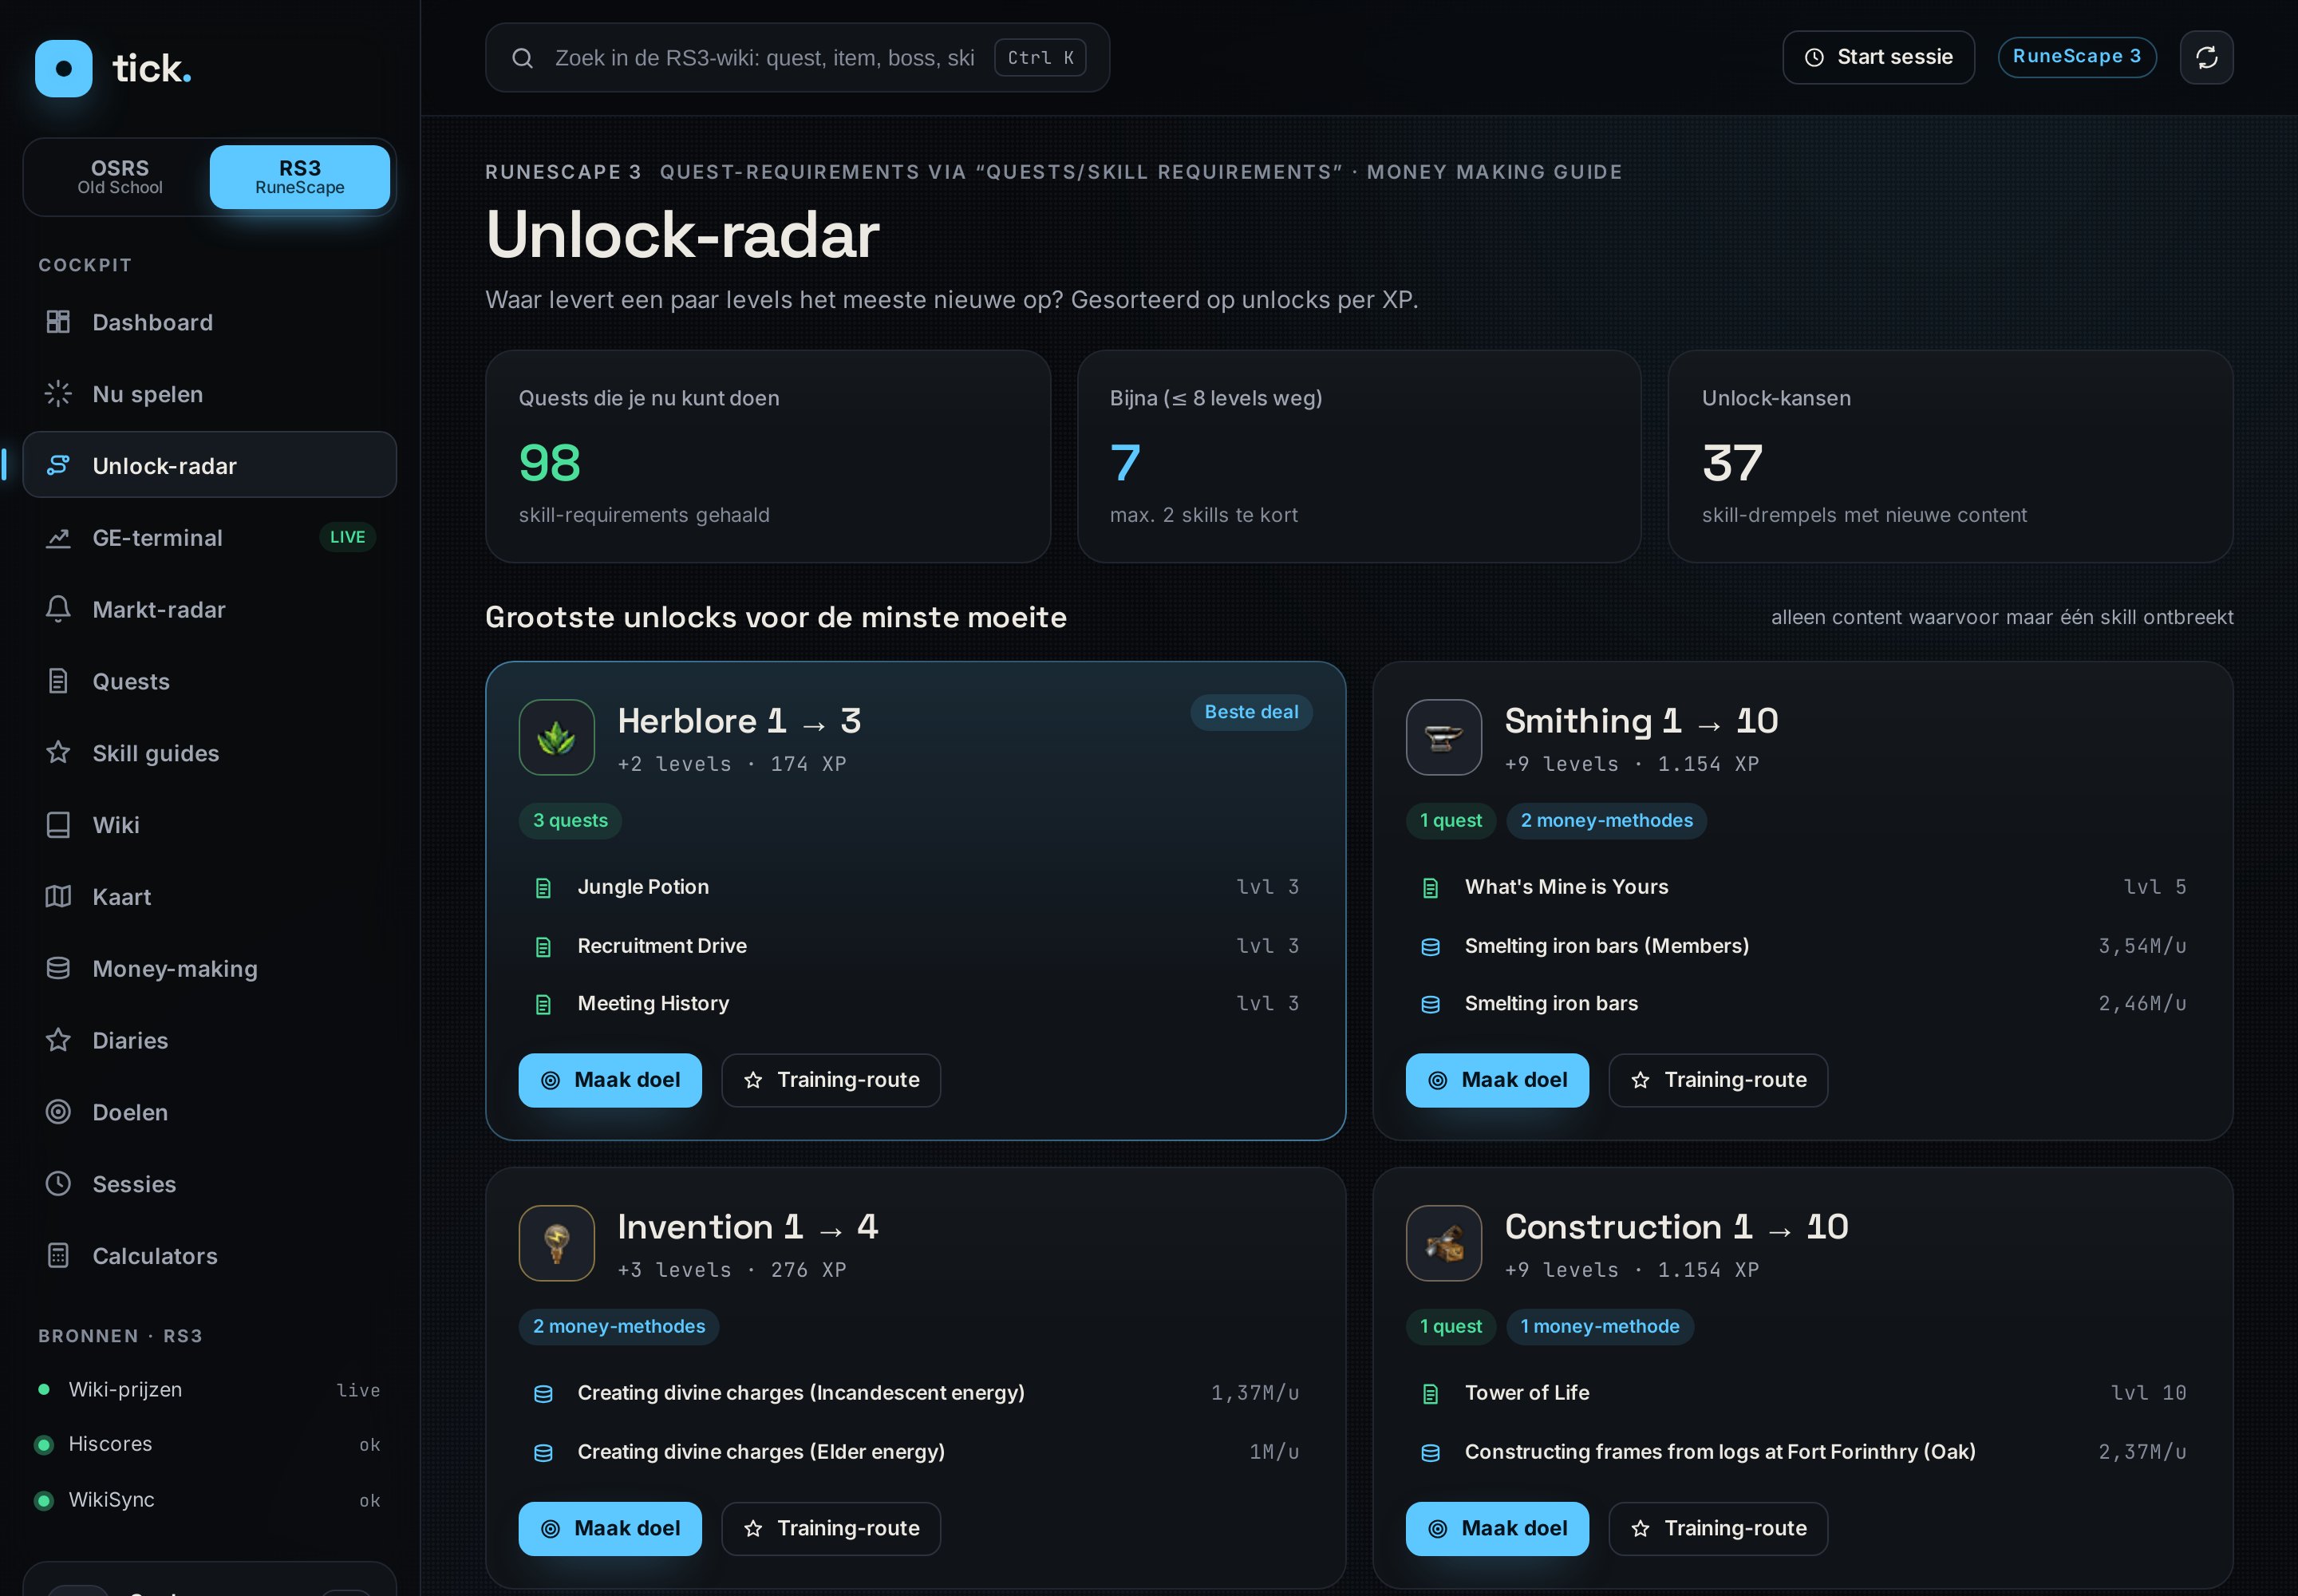 tick.
OSRS
Old School
RS3
RuneScape
COCKPIT
Dashboard
Nu spelen
Unlock-radar
GE-terminal LIVE
Markt-radar
Quests
Skill guides
Wiki
Kaart
Money-making
Diaries
Doelen
Sessies
Calculators
BRONNEN · RS3
Wiki-prijzen live
Hiscores ok
WikiSync ok
Zoek in de RS3-wiki: quest, item, boss, ski Ctrl K
Start sessie
RuneScape 3
RUNESCAPE 3 QUEST-REQUIREMENTS VIA “QUESTS/SKILL REQUIREMENTS” · MONEY MAKING GUIDE
Unlock-radar
Waar levert een paar levels het meeste nieuwe op? Gesorteerd op unlocks per XP.
Quests die je nu kunt doen
98
skill-requirements gehaald
Bijna (≤ 8 levels weg)
7
max. 2 skills te kort
Unlock-kansen
37
skill-drempels met nieuwe content
Grootste unlocks voor de minste moeite
alleen content waarvoor maar één skill ontbreekt
Herblore 1 → 3
Beste deal
+2 levels · 174 XP
3 quests
Jungle Potion lvl 3
Recruitment Drive lvl 3
Meeting History lvl 3
Maak doel Training-route
Smithing 1 → 10
+9 levels · 1.154 XP
1 quest 2 money-methodes
What's Mine is Yours lvl 5
Smelting iron bars (Members) 3,54M/u
Smelting iron bars 2,46M/u
Maak doel Training-route
Invention 1 → 4
+3 levels · 276 XP
2 money-methodes
Creating divine charges (Incandescent energy) 1,37M/u
Creating divine charges (Elder energy) 1M/u
Maak doel Training-route
Construction 1 → 10
+9 levels · 1.154 XP
1 quest 1 money-methode
Tower of Life lvl 10
Constructing frames from logs at Fort Forinthry (Oak) 2,37M/u
Maak doel Training-route